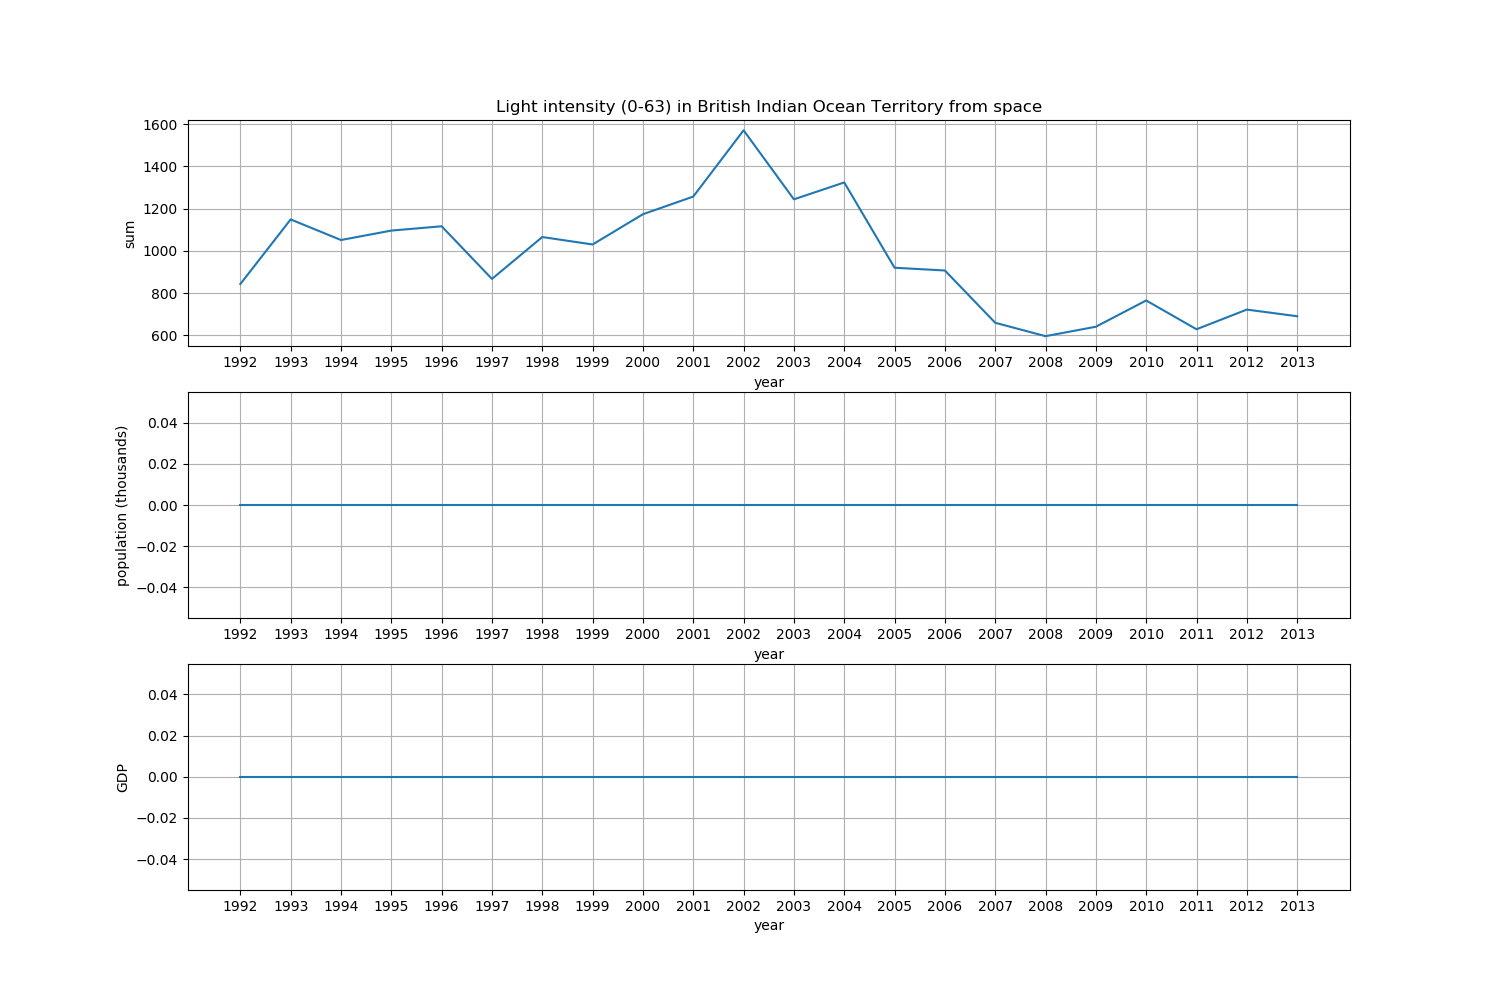 Light intensity (0-63) in British Indian Ocean Territory from space
1600
1400
1200
1000
800
600
sum
1992 1993 1994 1995 1996 1997 1998 1999 2000 2001 2002 2003 2004 2005 2006 2007 2008 2009 2010 2011 2012 2013
year
0.04
0.02
0.00
−0.02
−0.04
population (thousands)
1992 1993 1994 1995 1996 1997 1998 1999 2000 2001 2002 2003 2004 2005 2006 2007 2008 2009 2010 2011 2012 2013
year
0.04
0.02
0.00
−0.02
−0.04
GDP
1992 1993 1994 1995 1996 1997 1998 1999 2000 2001 2002 2003 2004 2005 2006 2007 2008 2009 2010 2011 2012 2013
year